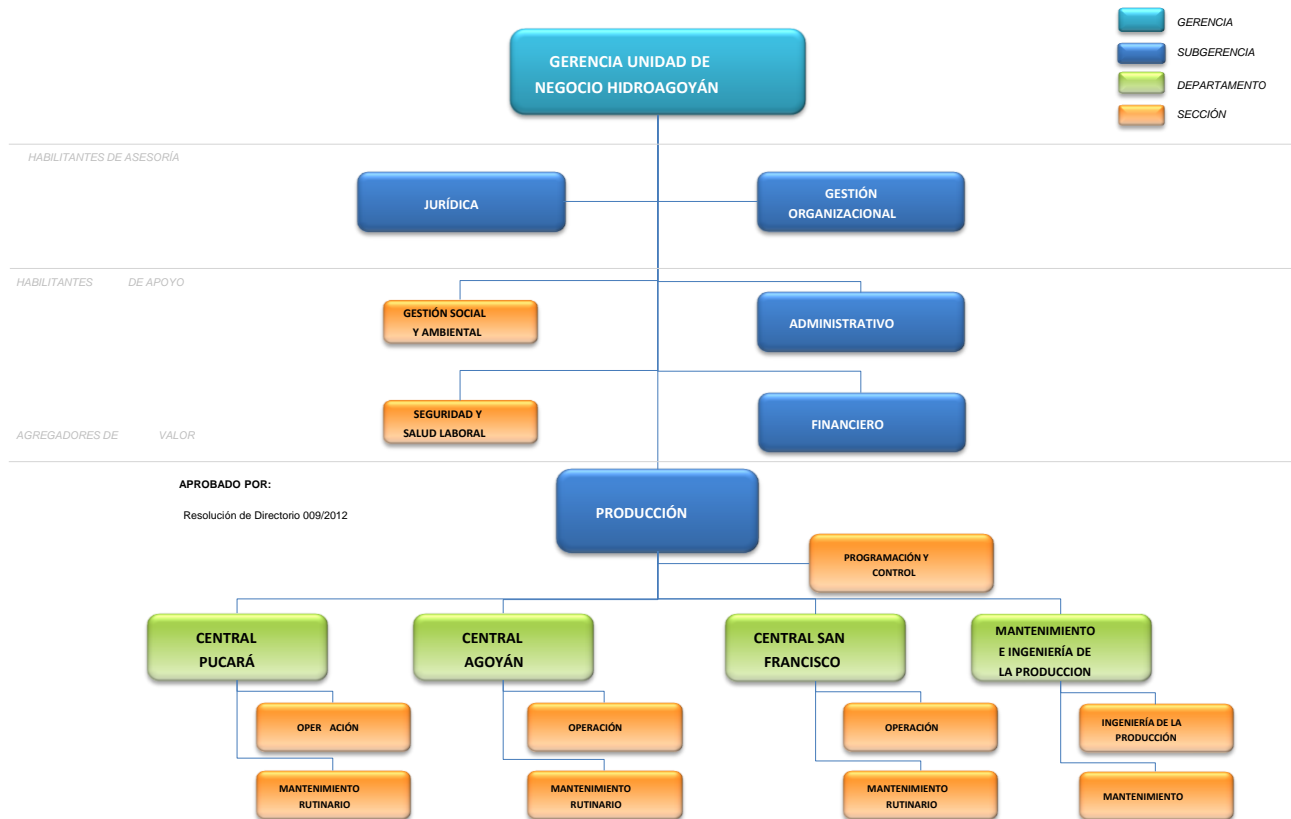 GERENCIA
SUBGERENCIA
DEPARTAMENTO
SECCIÓN
GERENCIA UNIDAD DE
NEGOCIO HIDROAGOYÁN
HABILITANTES DE ASESORÍA
JURÍDICA
GESTIÓN
ORGANIZACIONAL
HABILITANTES DE APOYO
GESTIÓN SOCIAL
Y AMBIENTAL
ADMINISTRATIVO
SEGURIDAD Y
SALUD LABORAL
FINANCIERO
AGREGADORES DE VALOR
APROBADO POR:
Resolución de Directorio 009/2012
PRODUCCIÓN
PROGRAMACIÓN Y
CONTROL
CENTRAL
PUCARÁ
CENTRAL
AGOYÁN
CENTRAL SAN
FRANCISCO
MANTENIMIENTO
E INGENIERÍA DE
LA PRODUCCION
OPER ACIÓN
OPERACIÓN
OPERACIÓN
INGENIERÍA DE LA
PRODUCCIÓN
MANTENIMIENTO
RUTINARIO
MANTENIMIENTO
RUTINARIO
MANTENIMIENTO
RUTINARIO
MANTENIMIENTO